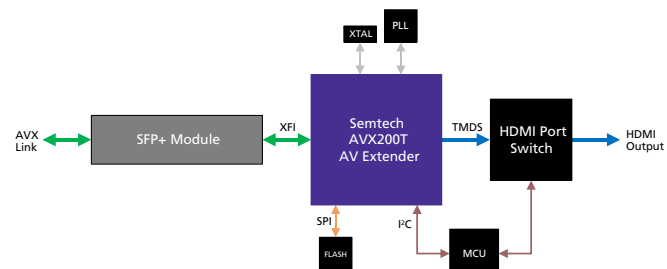 XTAL
PLL
AVX
Link
SFP+ Module
XFI
Semtech
AVX200T
AV Extender
TMDS
HDMI Port
Switch
HDMI
Output
SPI
I²C
FLASH
MCU